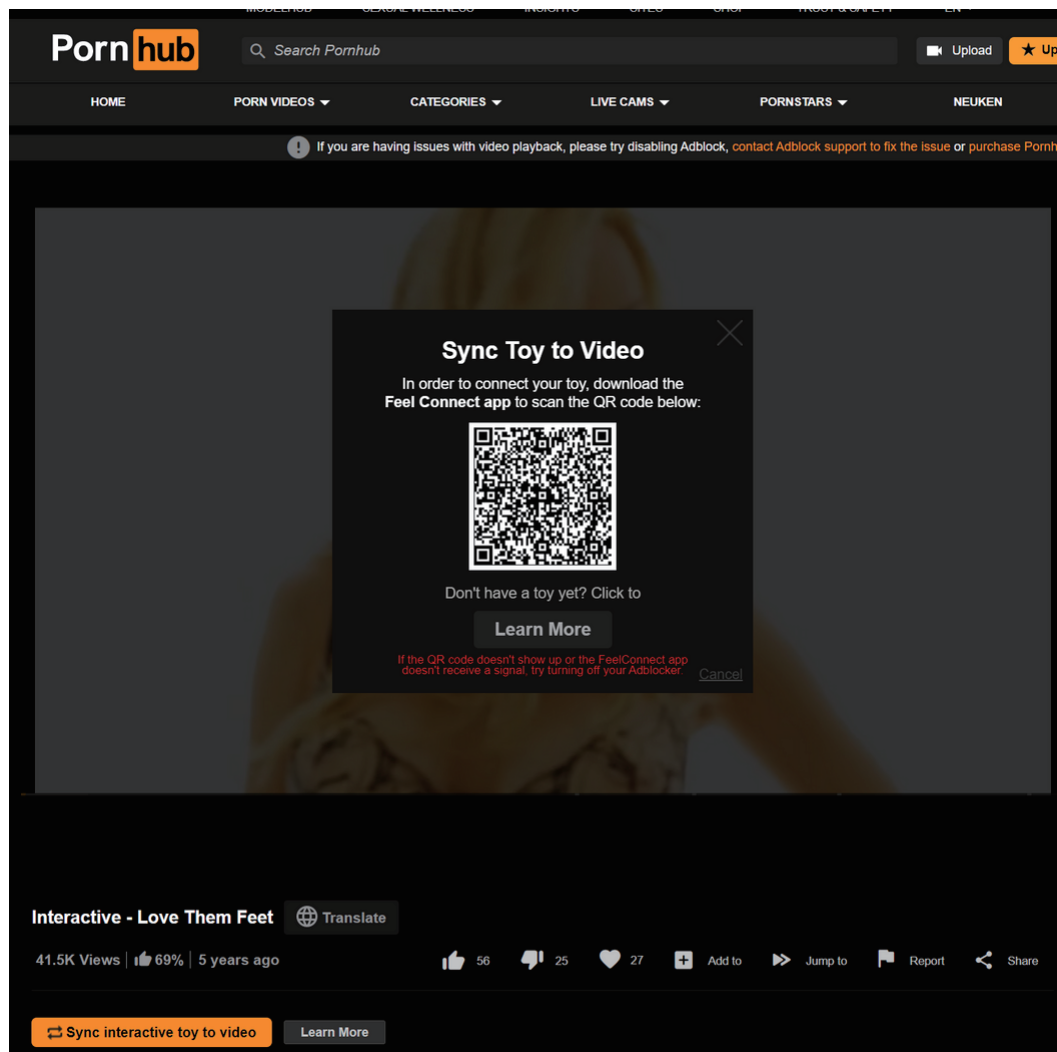 Porn hub
Search Pornhub
Upload
HOME
PORN VIDEOS
CATEGORIES
LIVE CAMS
PORNSTARS
NEUKEN
If you are having issues with video playback, please try disabling Adblock, contact Adblock support to fix the issue or purchase
Sync Toy to Video
In order to connect your toy, download the
Feel Connect app to scan the QR code below:
Don't have a toy yet? Click to
Learn More
If the QR code doesn't show up or the FeelConnect app
doesn't receive a signal, try turning off your Adblocker.
Cancel
Interactive - Love Them Feet
Translate
41.5K Views
69%
5 years ago
56
25
27
Add to
Jump to
Report
Share
Sync interactive toy to video
Learn More